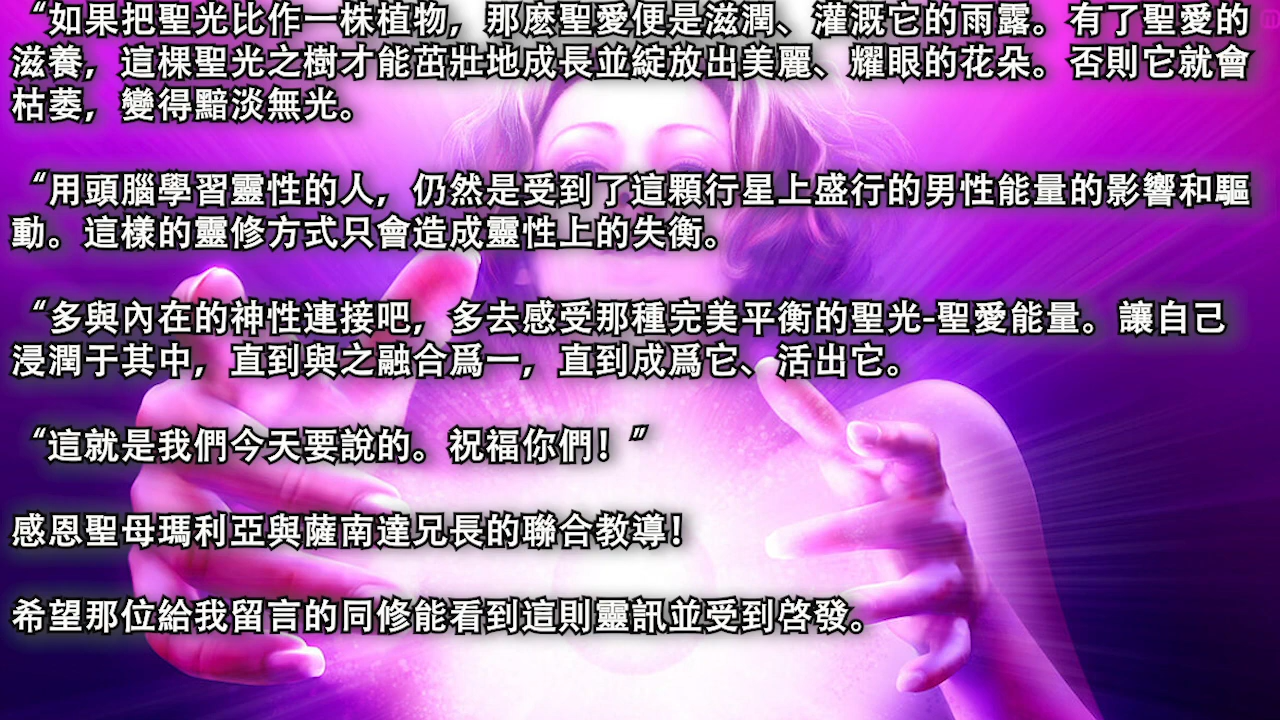 “如果把聖光比作一株植物，那麽聖愛便是滋潤、灌溉它的雨露。有了聖愛的
滋養，這棵聖光之樹才能茁壯地成長並綻放出美麗、耀眼的花朵。否則它就會
枯萎，變得黯淡無光。
“用頭腦學習靈性的人，仍然是受到了這顆行星上盛行的男性能量的影響和驅
動。這樣的靈修方式只會造成靈性上的失衡。
“多與內在的神性連接吧，多去感受那種完美平衡的聖光-聖愛能量。讓自己
浸潤于其中，直到與之融合爲一，直到成爲它、活出它。
“這就是我們今天要說的。祝福你們！”
感恩聖母瑪利亞與薩南達兄長的聯合教導！
希望那位給我留言的同修能看到這則靈訊並受到啓發。